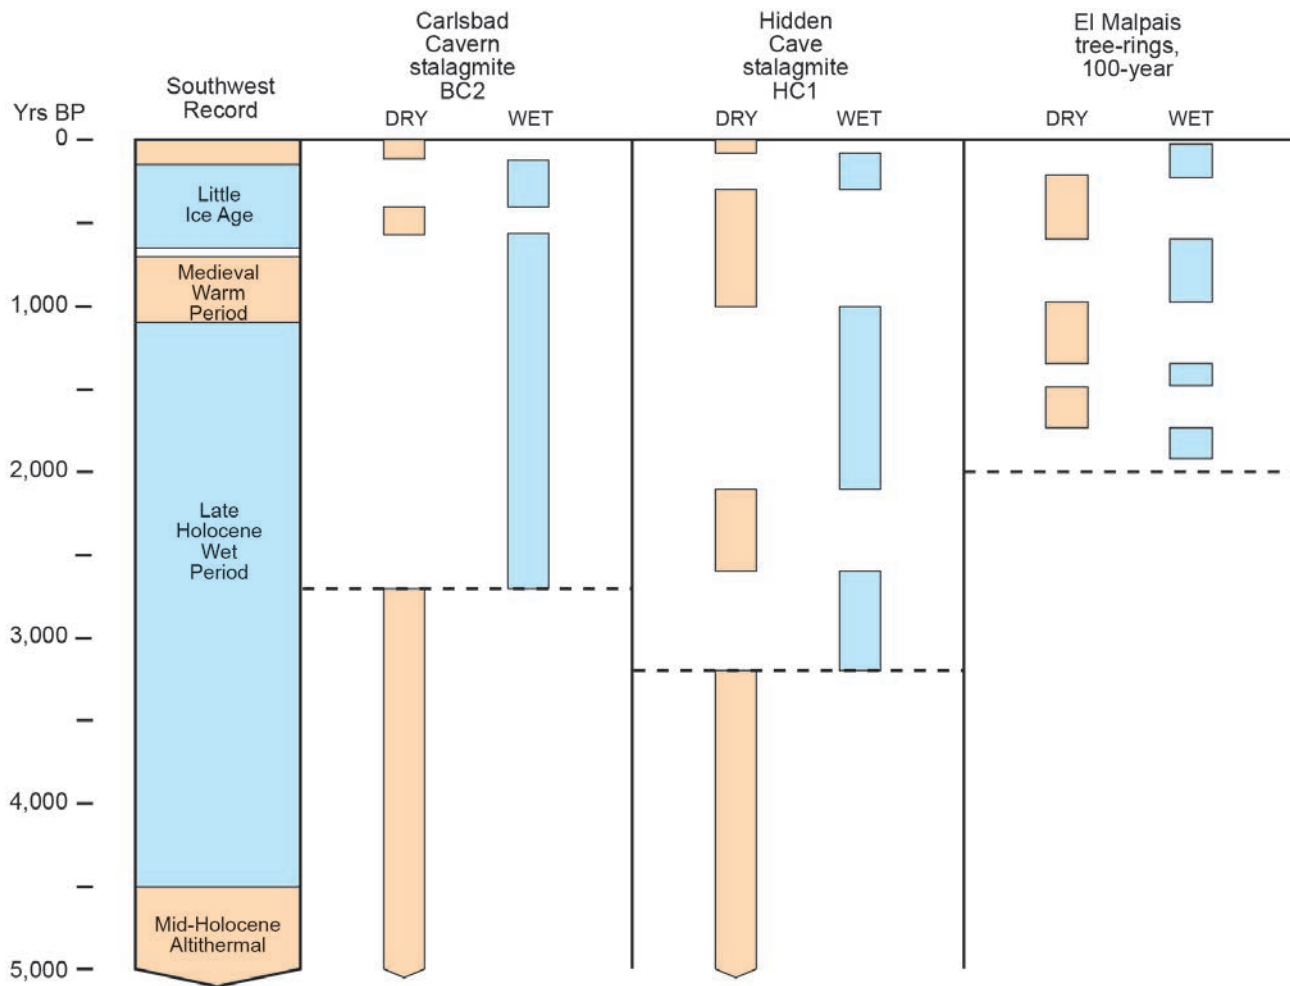 Carlsbad
Cavern
stalagmite
BC2
Hidden
Cave
stalagmite
HC1
El Malpais
tree-rings,
100-year
Southwest
Record
Yrs BP
DRY
WET
DRY
WET
DRY
WET
0
Little
Ice Age
Medieval
Warm
Period
1,000
2,000
Late
Holocene
Wet
Period
3,000
4,000
Mid-Holocene
Altithermal
5,000